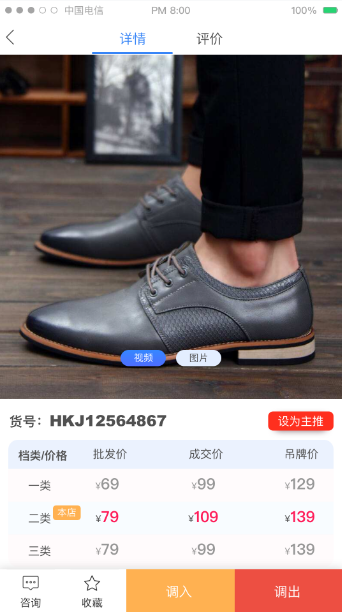 中国电信 PM 8:00 100%
详情 评价
视频 图片
货号：HKJ12564867 设为主推
档类/价格 批发价 成交价 吊牌价
一类 ¥69 ¥99 ¥129
二类 本店 ¥79 ¥109 ¥139
三类 ¥79 ¥99 ¥139
咨询 收藏 调入 调出